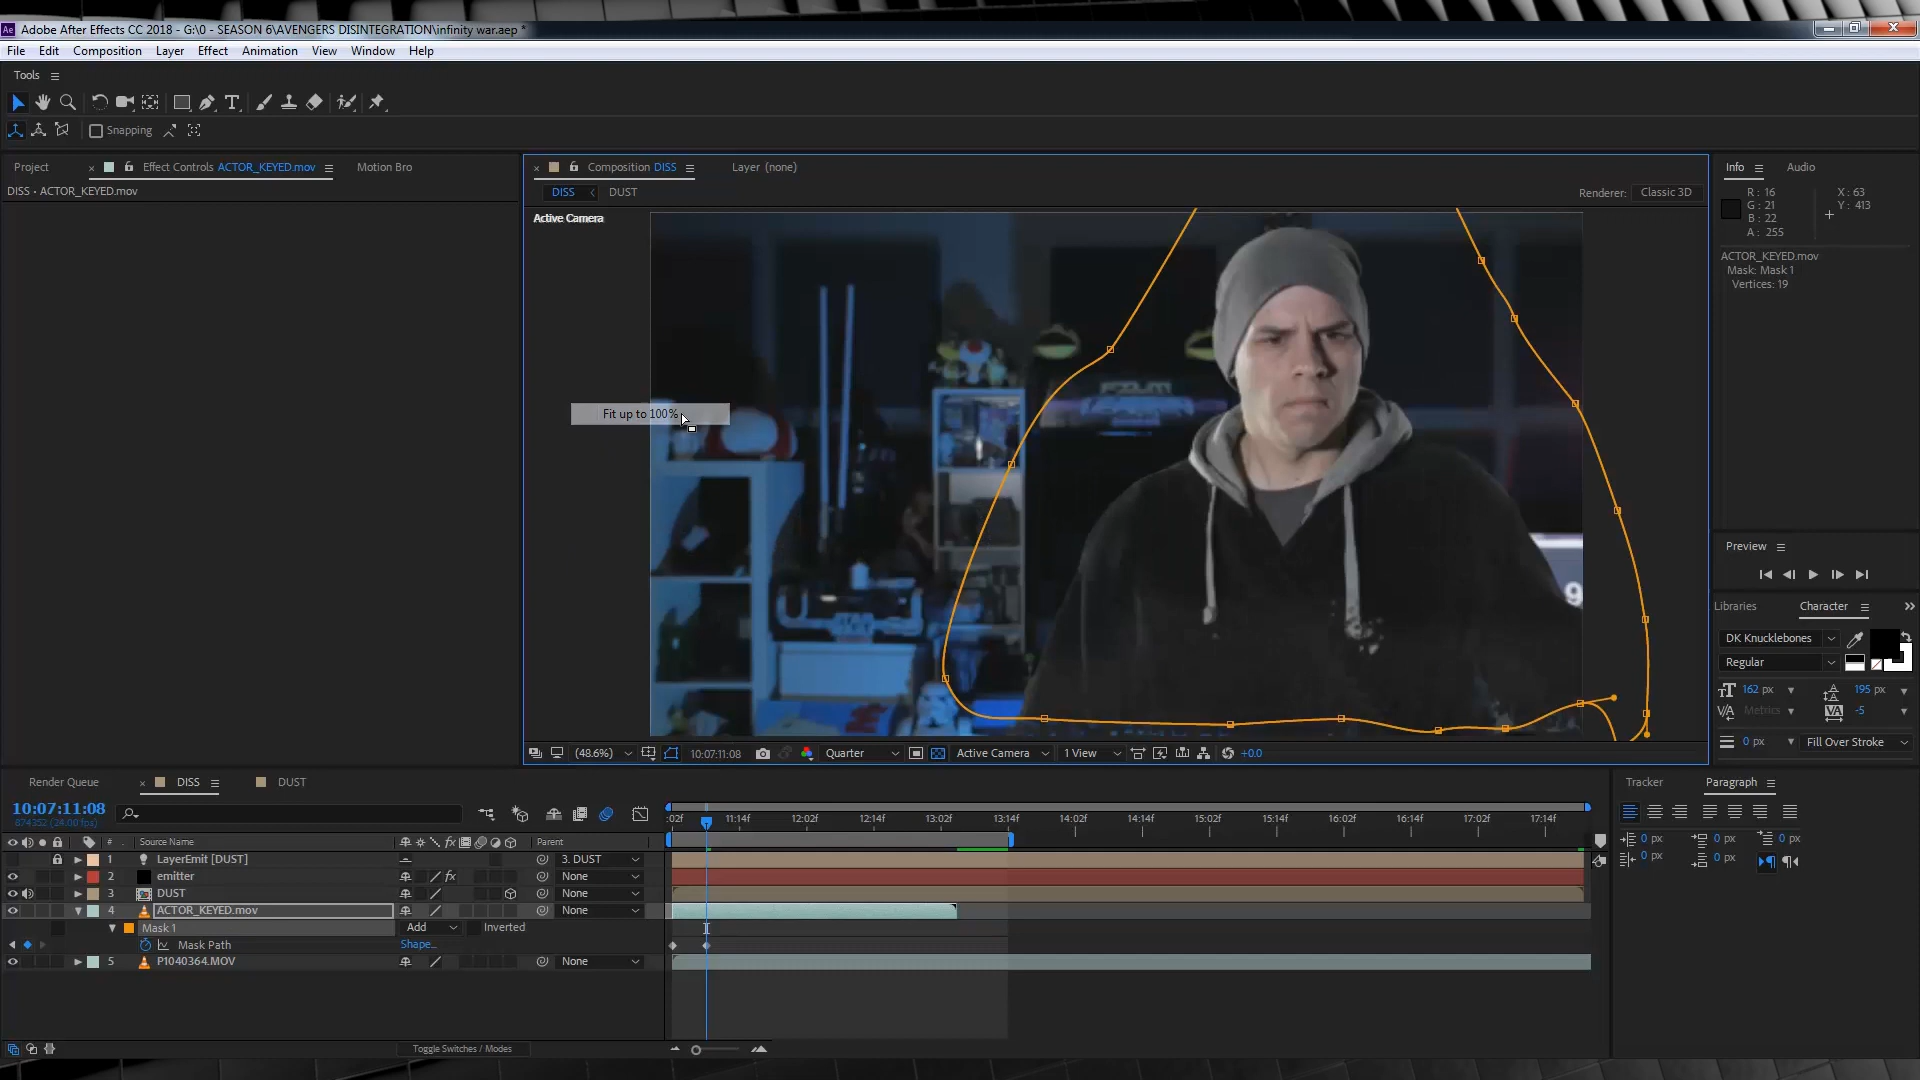 Adobe After Effects CC 2018 - G:\0 - SEASON 6\AVENGERS DISINTEGRATION\infinity war.aep *
File Edit Composition Layer Effect Animation View Window Help
Tools
Snapping
Project
Effect Controls ACTOR_KEYED.mov
Motion Bro
Composition DISS
Layer (none)
Info
Audio
DISS • ACTOR_KEYED.mov
DISS
DUST
Renderer:
Classic 3D
Active Camera
R : 16
G : 21
B : 22
A : 255
X : 63
Y : 413
ACTOR_KEYED.mov
Mask: Mask 1
Vertices: 19
Fit up to 100%
Preview
Libraries
Character
DK Knucklebones
Regular
162 px
195 px
Metrics
-5
0 px
Fill Over Stroke
(48.6%)
10:07:11:08
Quarter
Active Camera
1 View
+0.0
Render Queue
DISS
DUST
Tracker
Paragraph
10:07:11:08
874352 (24.00 fps)
:02f 11:14f 12:02f 12:14f 13:02f 13:14f 14:02f 14:14f 15:02f 15:14f 16:02f 16:14f 17:02f 17:14f
0 px
0 px
0 px
0 px
0 px
# Source Name
Parent
1 LayerEmit [DUST]
3. DUST
2 emitter
None
3 DUST
None
4 ACTOR_KEYED.mov
None
Mask 1
Add
Inverted
Mask Path
Shape...
5 P1040364.MOV
None
Toggle Switches / Modes